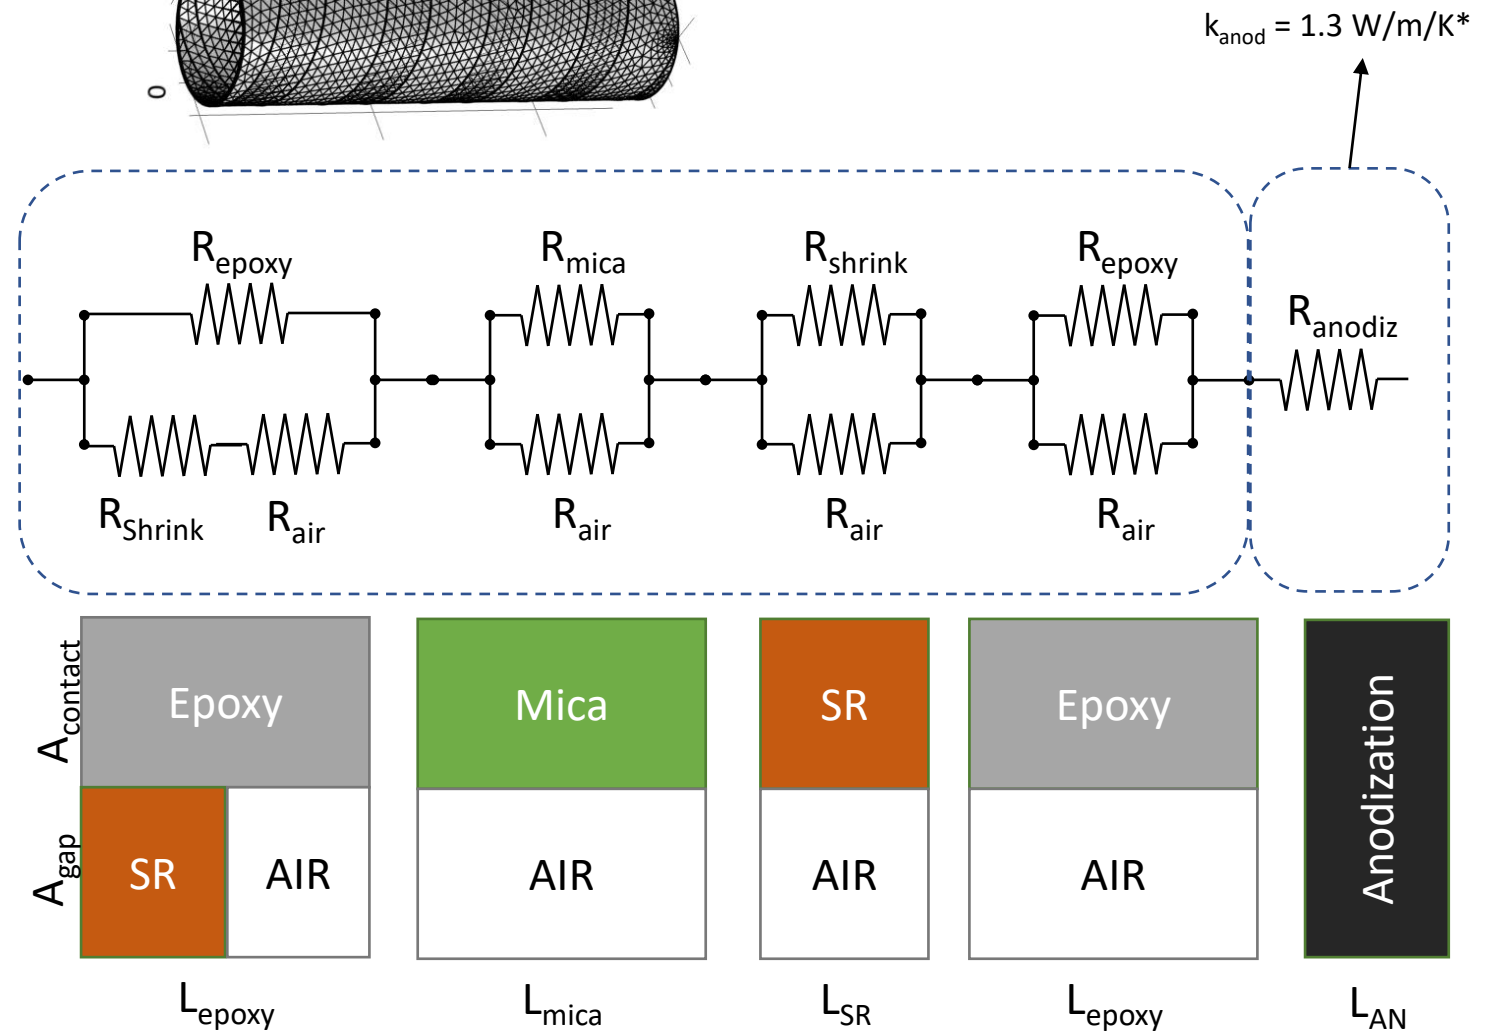 k_anod = 1.3 W/m/K*
0
R_epoxy R_mica R_shrink R_epoxy
R_anodiz
R_Shrink R_air R_air R_air R_air
A_contact Epoxy Mica SR Epoxy Anodization
A_gap SR AIR AIR AIR AIR
L_epoxy L_mica L_SR L_epoxy L_AN